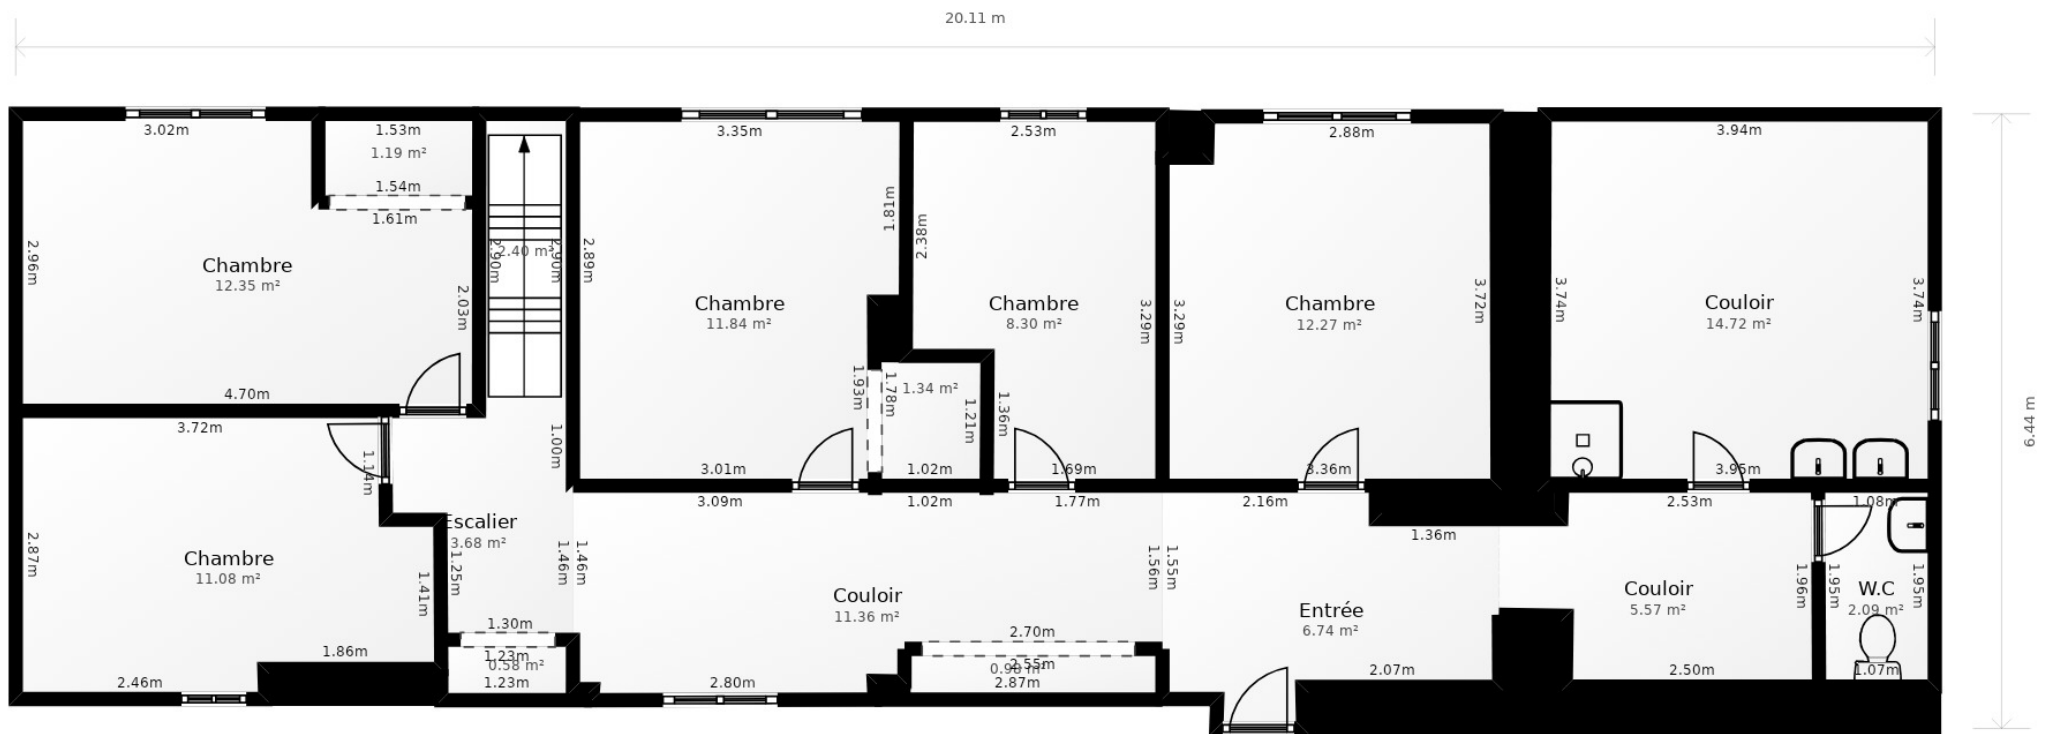 20.11 m
3.02m
1.53m
1.19 m²
1.54m
1.61m
2.96m
Chambre
12.35 m²
2.03m
4.70m
2.90m
2.40 m²
2.90m
2.89m
3.35m
1.81m
Chambre
11.84 m²
1.93m
3.01m
2.53m
2.38m
Chambre
8.30 m²
3.29m
1.78m
1.34 m²
1.21m
1.36m
1.02m
1.69m
2.88m
3.29m
Chambre
12.27 m²
3.72m
3.36m
3.94m
3.74m
Couloir
14.72 m²
3.74m
3.95m
6.44 m
3.72m
1.14m
1.00m
2.87m
Chambre
11.08 m²
1.41m
1.86m
2.46m
Escalier
3.68 m²
1.25m
1.46m
1.30m
1.23m
0.58 m²
1.23m
3.09m
1.02m
1.77m
1.46m
Couloir
11.36 m²
1.56m
2.70m
2.55m
2.87m
2.80m
2.16m
1.36m
1.55m
Entrée
6.74 m²
2.07m
2.53m
Couloir
5.57 m²
1.96m
2.50m
1.08m
1.95m
W.C
2.09 m²
1.95m
1.07m